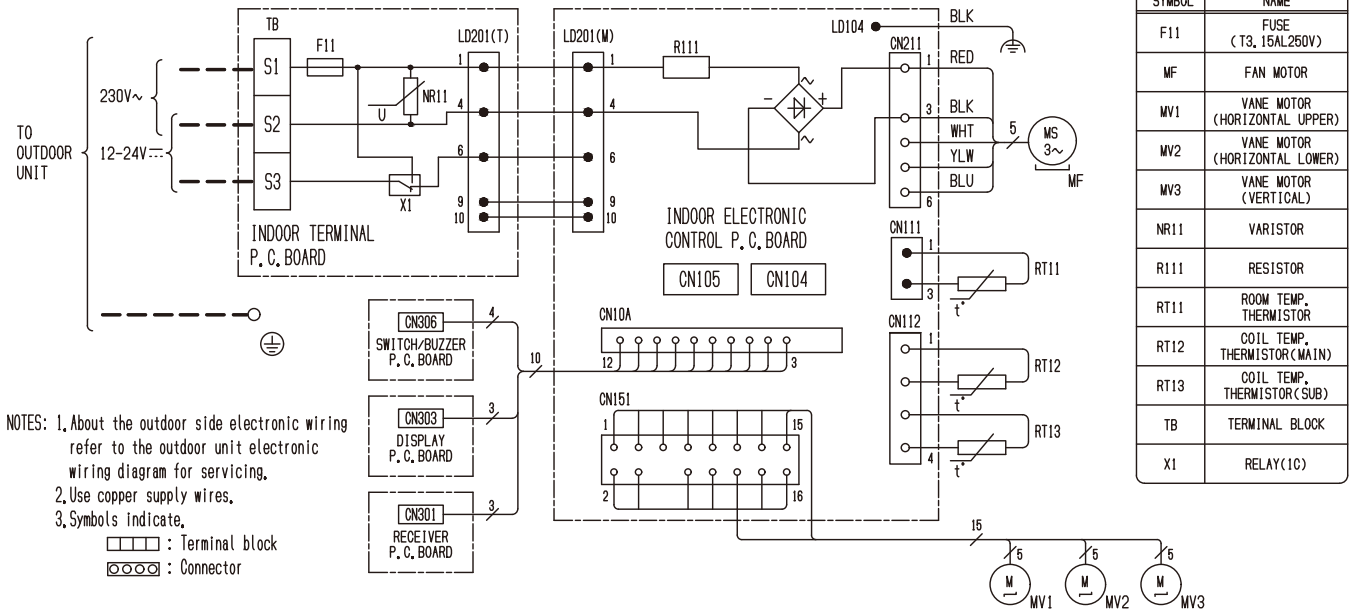 TO
OUTDOOR
UNIT
230V~
12-24V⎓
TB
S1
S2
S3
F11
NR11
U
X1
INDOOR TERMINAL
P.C.BOARD
LD201(T)
1
4
6
9
10
LD201(M)
1
4
6
9
10
R111
~
-
+
~
LD104
BLK
CN211
1
3
6
RED
BLK
WHT
YLW
BLU
5
MS
3~
MF
INDOOR ELECTRONIC
CONTROL P.C.BOARD
CN105
CN104
CN111
1
3
RT11
t°
CN112
1
4
RT12
t°
RT13
t°
CN10A
12
3
10
CN151
1
15
2
16
CN306
SWITCH/BUZZER
P.C.BOARD
4
CN303
DISPLAY
P.C.BOARD
3
CN301
RECEIVER
P.C.BOARD
3
15
5
M
MV1
5
M
MV2
5
M
MV3
NOTES: 1.About the outdoor side electronic wiring
refer to the outdoor unit electronic
wiring diagram for servicing.
2.Use copper supply wires.
3.Symbols indicate.
: Terminal block
: Connector
SYMBOL NAME
F11 FUSE
(T3.15AL250V)
MF FAN MOTOR
MV1 VANE MOTOR
(HORIZONTAL UPPER)
MV2 VANE MOTOR
(HORIZONTAL LOWER)
MV3 VANE MOTOR
(VERTICAL)
NR11 VARISTOR
R111 RESISTOR
RT11 ROOM TEMP.
THERMISTOR
RT12 COIL TEMP.
THERMISTOR(MAIN)
RT13 COIL TEMP.
THERMISTOR(SUB)
TB TERMINAL BLOCK
X1 RELAY(1C)